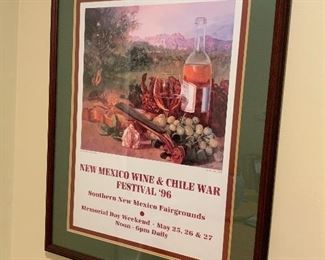 NEW MEXICO WINE & CHILE WAR
FESTIVAL '96
Southern New Mexico Fairgrounds
Memorial Day Weekend · May 25, 26 & 27
Noon - 6pm Daily